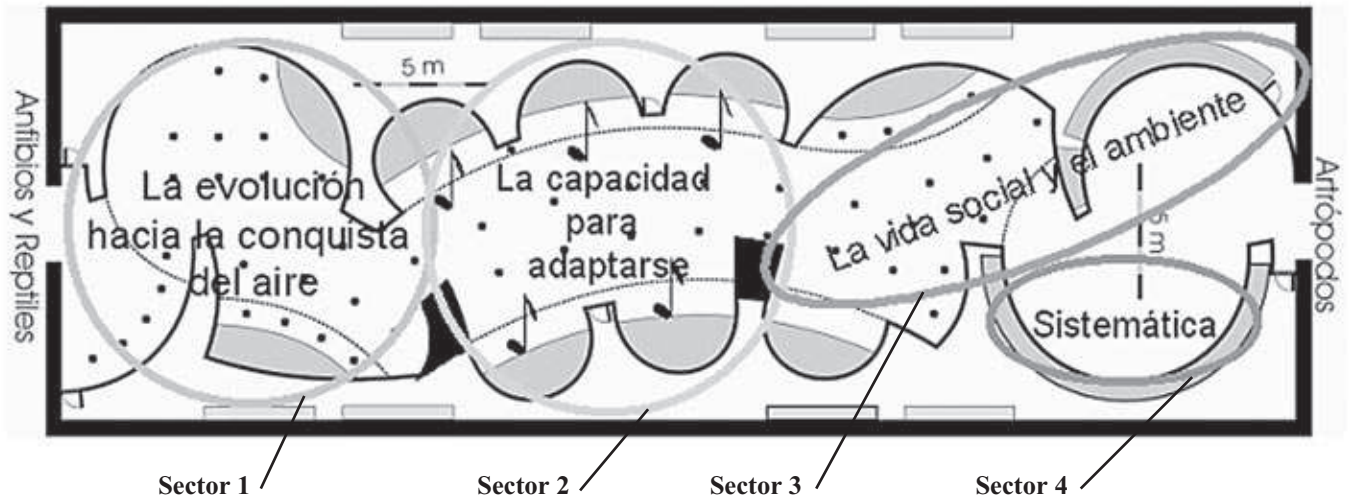 5 m
Anfibios y Reptiles
La evolución
hacia la conquista
del aire
La capacidad
para
adaptarse
La vida social y el ambiente
5 m
Sistemática
Artrópodos
Sector 1
Sector 2
Sector 3
Sector 4